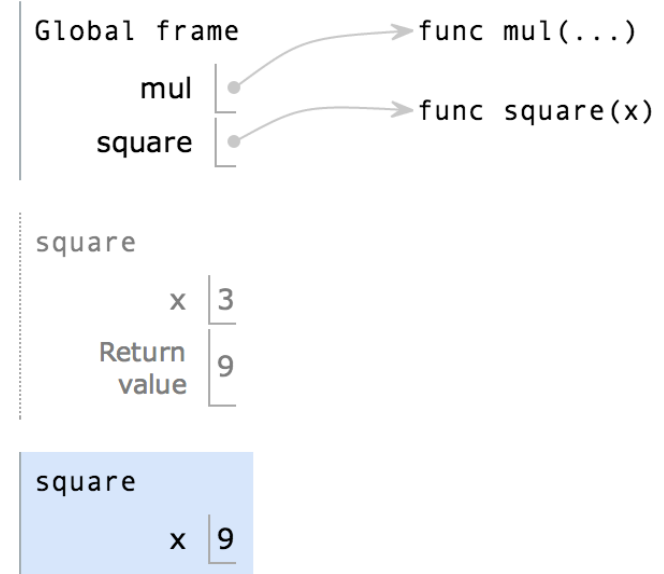 Global frame
func mul(...)
mul
func square(x)
square
square
x 3
Return
value 9
square
x 9